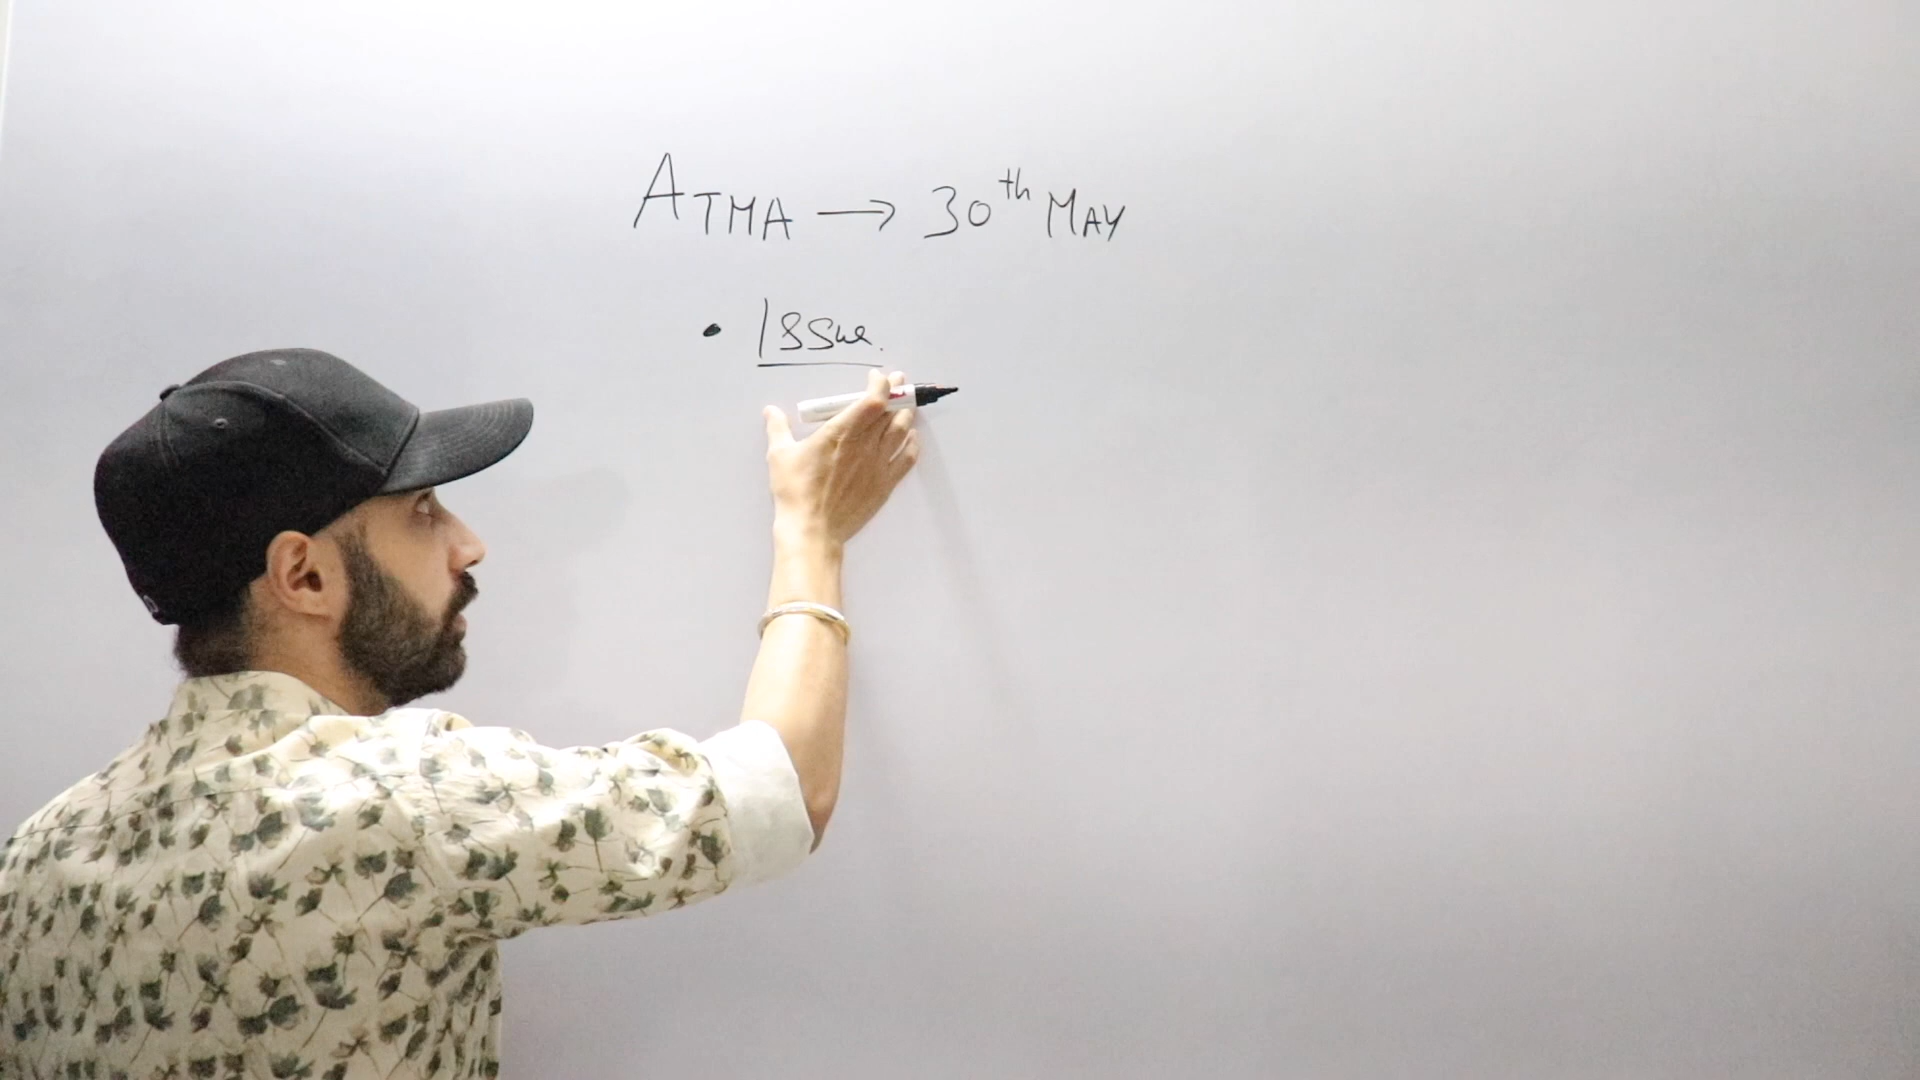 ATMA → 30th MAY
• Issue.